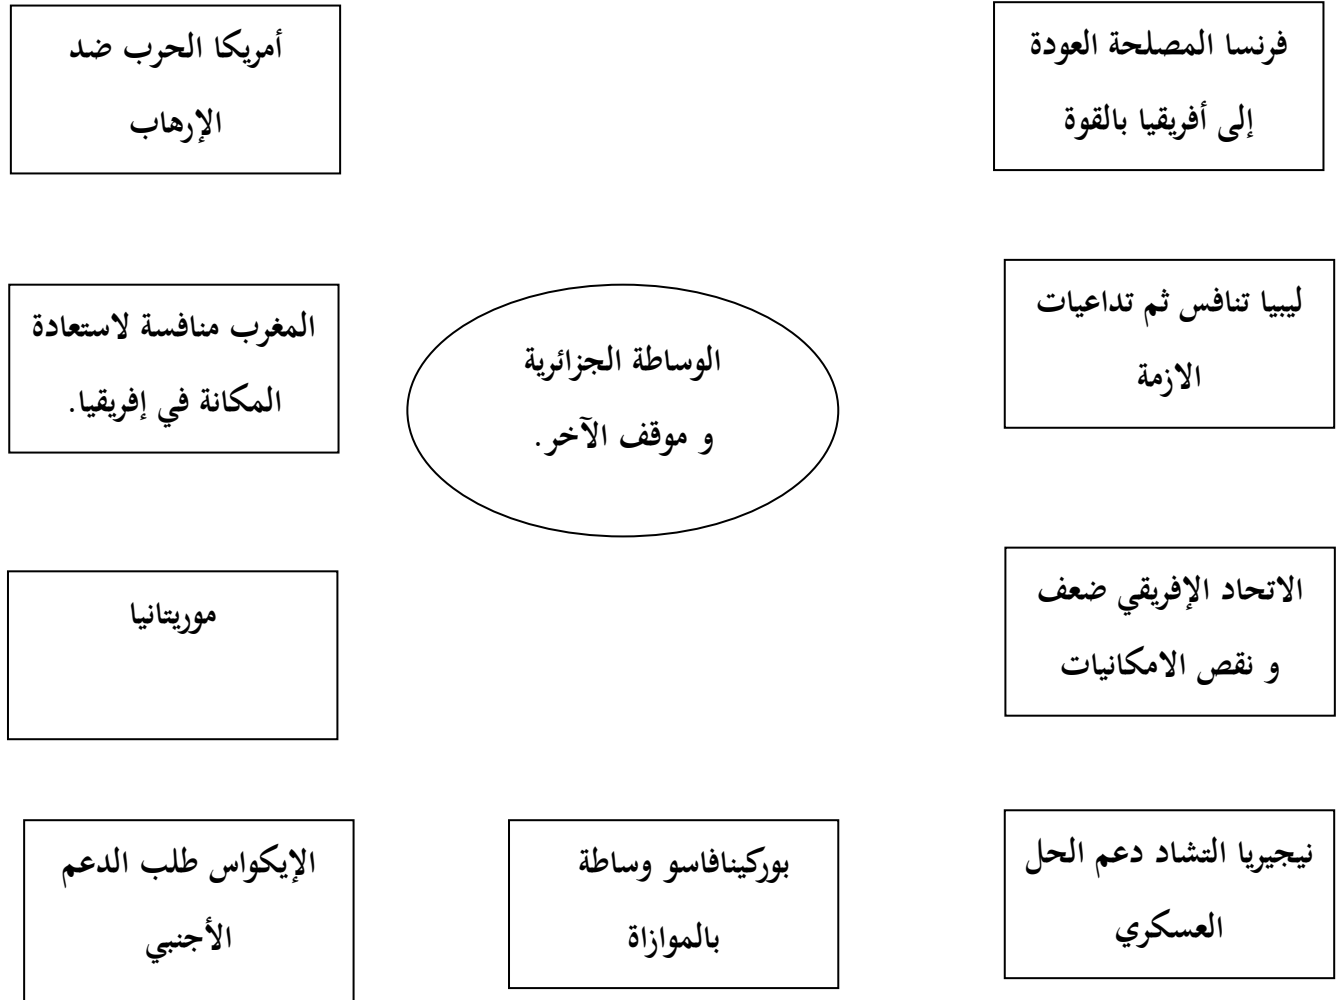 فرنسا المصلحة العودة
إلى أفريقيا بالقوة
أمريكا الحرب ضد
الإرهاب
ليبيا تنافس ثم تداعيات
الازمة
الوساطة الجزائرية
و موقف الآخر.
المغرب منافسة لاستعادة
المكانة في إفريقيا.
الاتحاد الإفريقي ضعف
و نقص الامكانيات
موريتانيا
نيجيريا التشاد دعم الحل
العسكري
بوركينافاسو وساطة
بالموازاة
الإيكواس طلب الدعم
الأجنبي